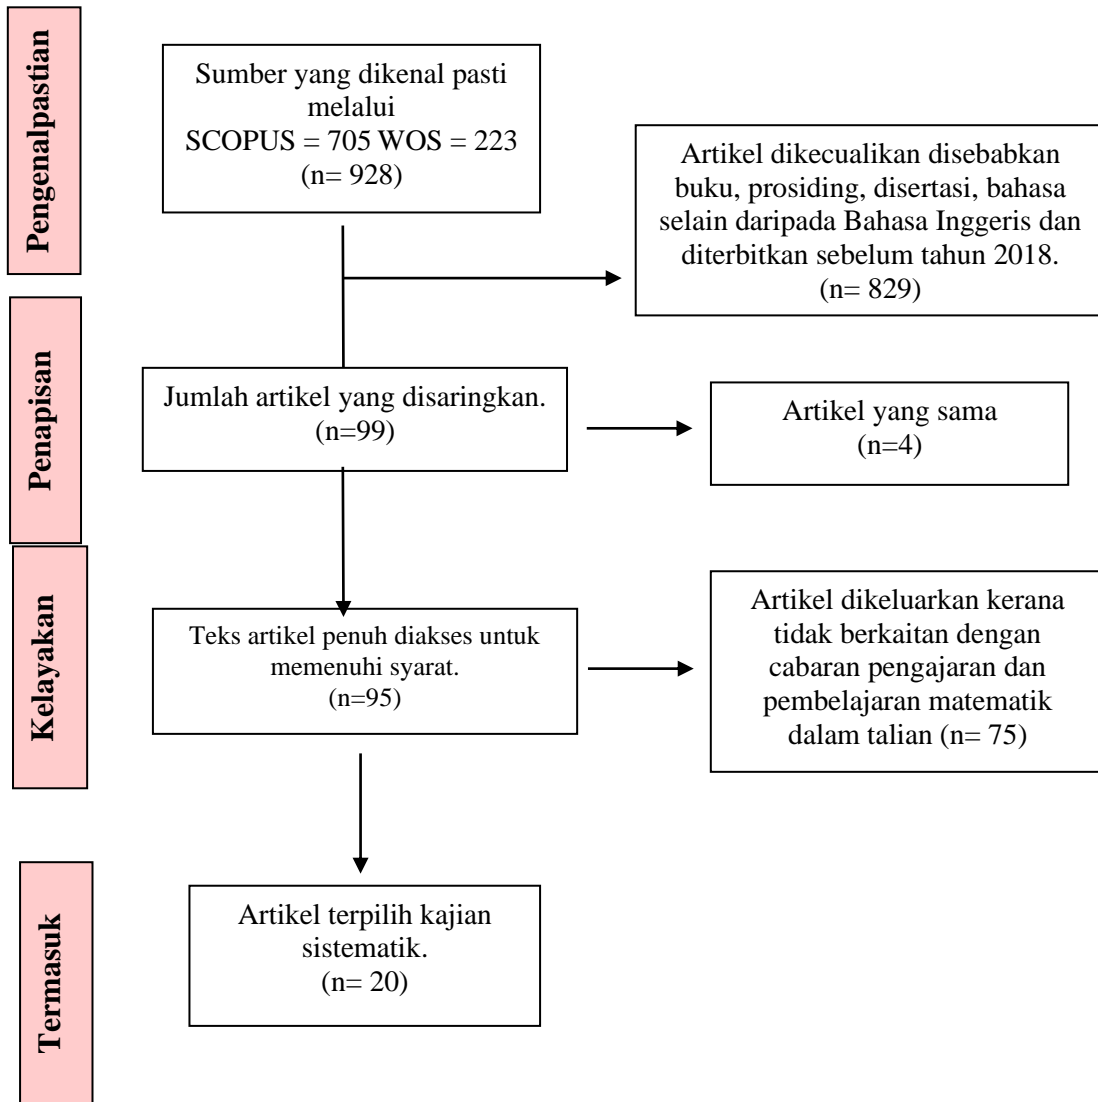 Pengenalpastian
Sumber yang dikenal pasti
melalui
SCOPUS = 705 WOS = 223
(n= 928)
Artikel dikecualikan disebabkan
buku, prosiding, disertasi, bahasa
selain daripada Bahasa Inggeris dan
diterbitkan sebelum tahun 2018.
(n= 829)
Penapisan
Jumlah artikel yang disaringkan.
(n=99)
Artikel yang sama
(n=4)
Kelayakan
Teks artikel penuh diakses untuk
memenuhi syarat.
(n=95)
Artikel dikeluarkan kerana
tidak berkaitan dengan
cabaran pengajaran dan
pembelajaran matematik
dalam talian (n= 75)
Termasuk
Artikel terpilih kajian
sistematik.
(n= 20)